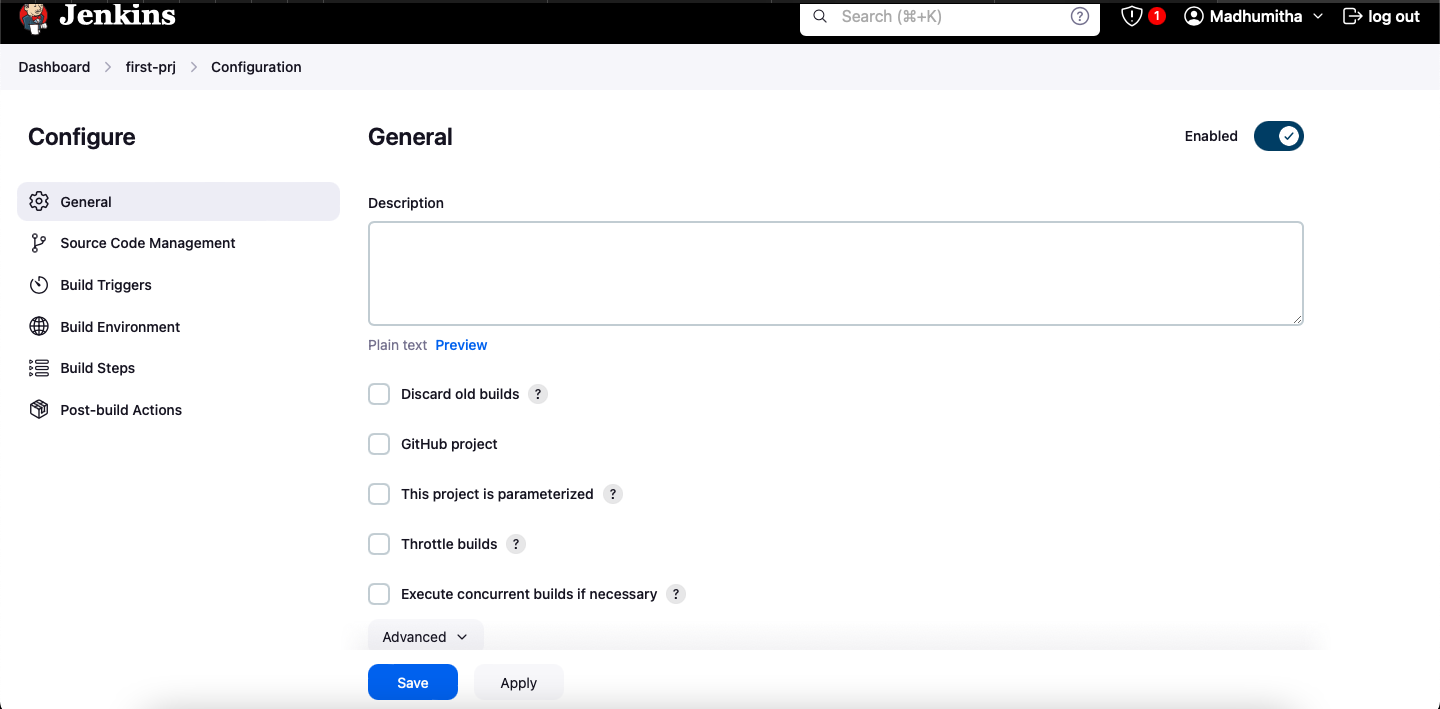 Jenkins
Search (⌘+K)
?
1
Madhumitha
log out
Dashboard
first-prj
Configuration
Configure
General
Source Code Management
Build Triggers
Build Environment
Build Steps
Post-build Actions
General
Enabled
Description
Plain text Preview
Discard old builds ?
GitHub project
This project is parameterized ?
Throttle builds ?
Execute concurrent builds if necessary ?
Advanced
Save
Apply